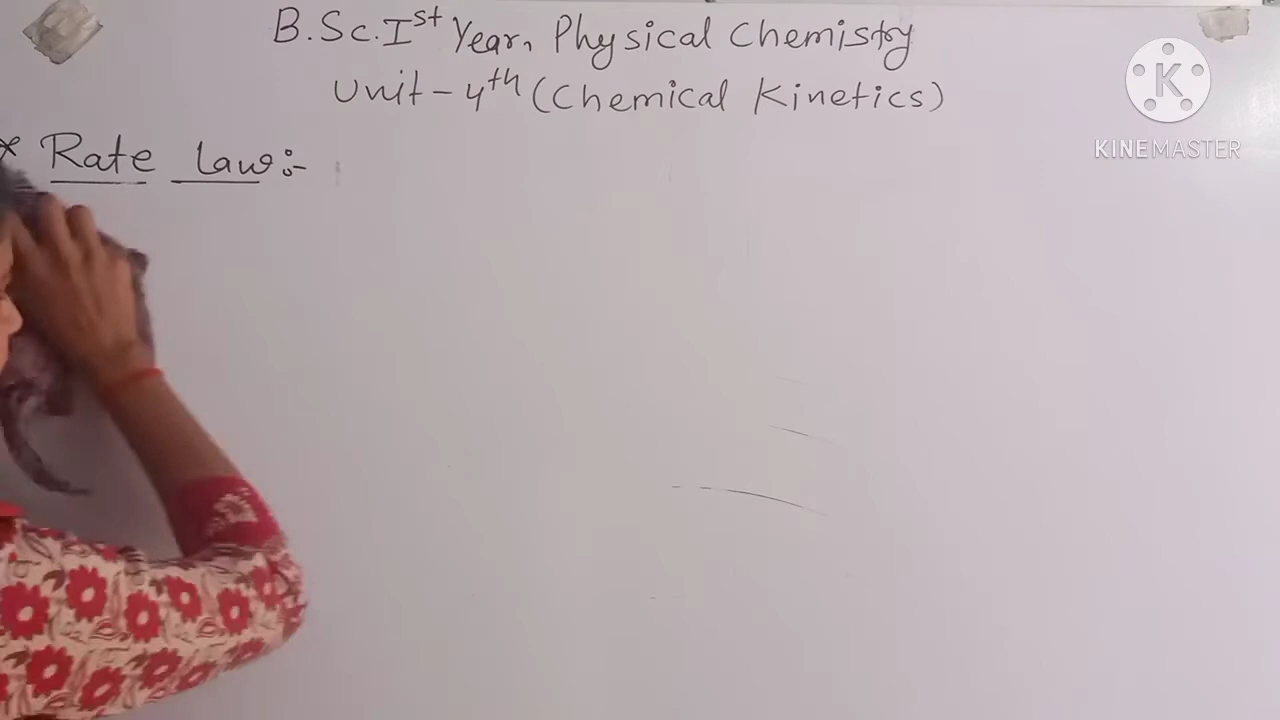 B.Sc. Ist Year, Physical Chemistry
Unit-4th (Chemical Kinetics)
K
KINEMASTER
* Rate law:-